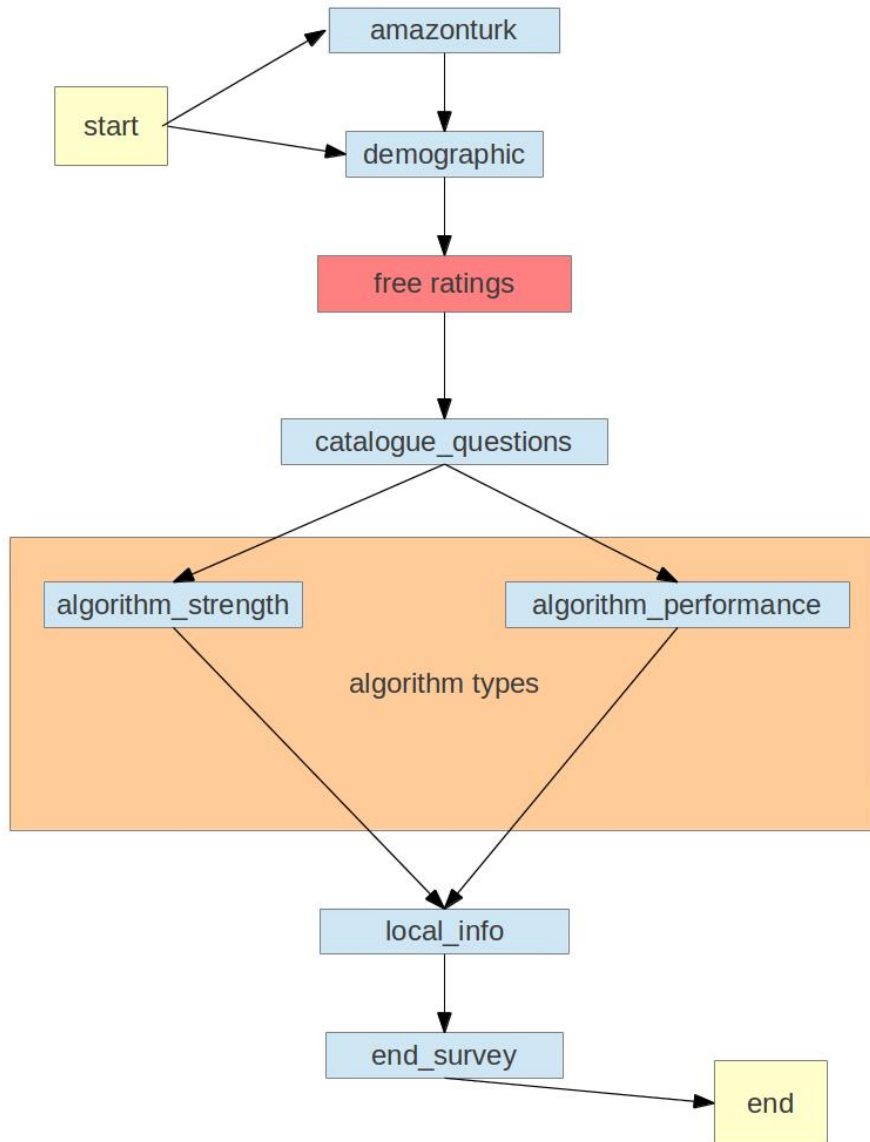 amazonturk
start
demographic
free ratings
catalogue_questions
algorithm_strength
algorithm_performance
algorithm types
local_info
end_survey
end